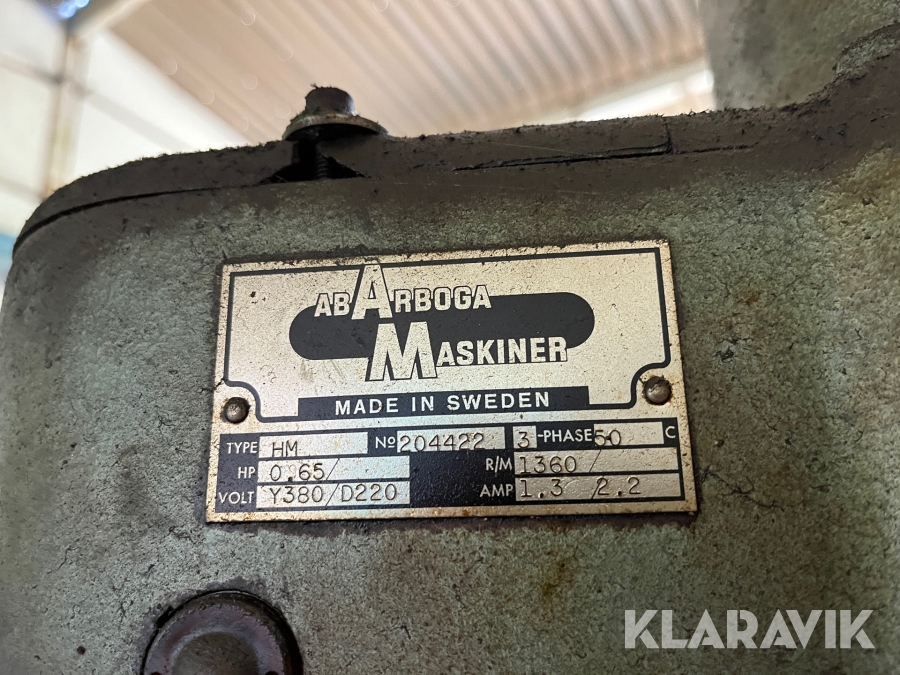 AB ARBOGA
MASKINER
MADE IN SWEDEN
TYPE HM Nº 204422 3-PHASE 50 C
HP 0.65/ R/M 1360/
VOLT Y380/D220 AMP 1.3/2.2
KLARAVIK